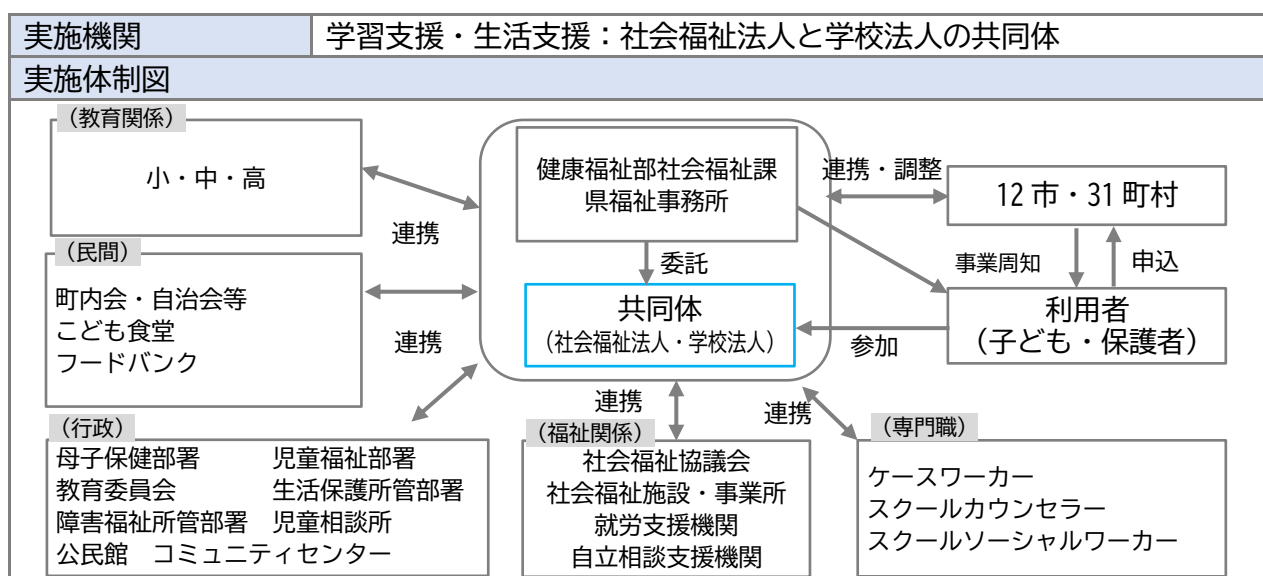 実施機関
学習支援・生活支援：社会福祉法人と学校法人の共同体
実施体制図
（教育関係）
小・中・高
連携
健康福祉部社会福祉課
県福祉事務所
委託
共同体
（社会福祉法人・学校法人）
連携・調整
12市・31町村
事業周知
申込
利用者
（子ども・保護者）
参加
（民間）
町内会・自治会等
こども食堂
フードバンク
連携
（行政）
母子保健部署　児童福祉部署
教育委員会　生活保護所管部署
障害福祉所管部署　児童相談所
公民館　コミュニティセンター
連携
（福祉関係）
社会福祉協議会
社会福祉施設・事業所
就労支援機関
自立相談支援機関
連携
（専門職）
ケースワーカー
スクールカウンセラー
スクールソーシャルワーカー